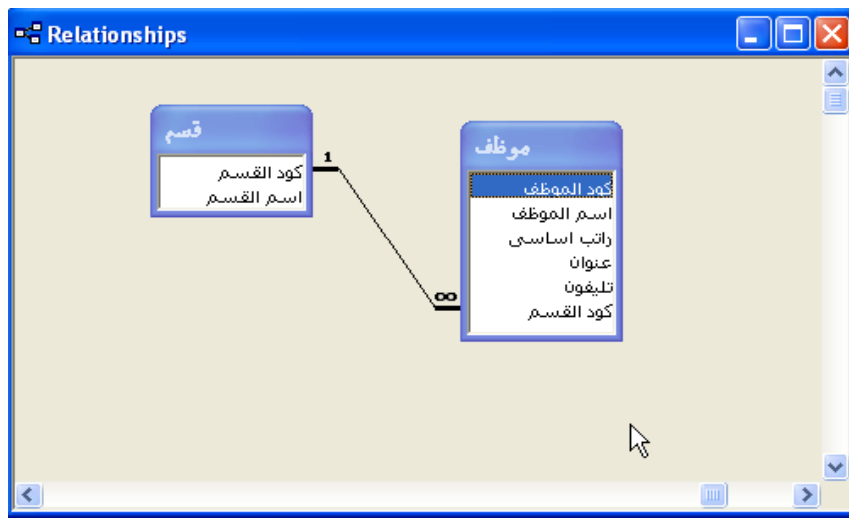 Relationships
قسم
كود القسم
اسم القسم
1
∞
موظف
كود الموظف
اسم الموظف
راتب اساسى
عنوان
تليفون
كود القسم